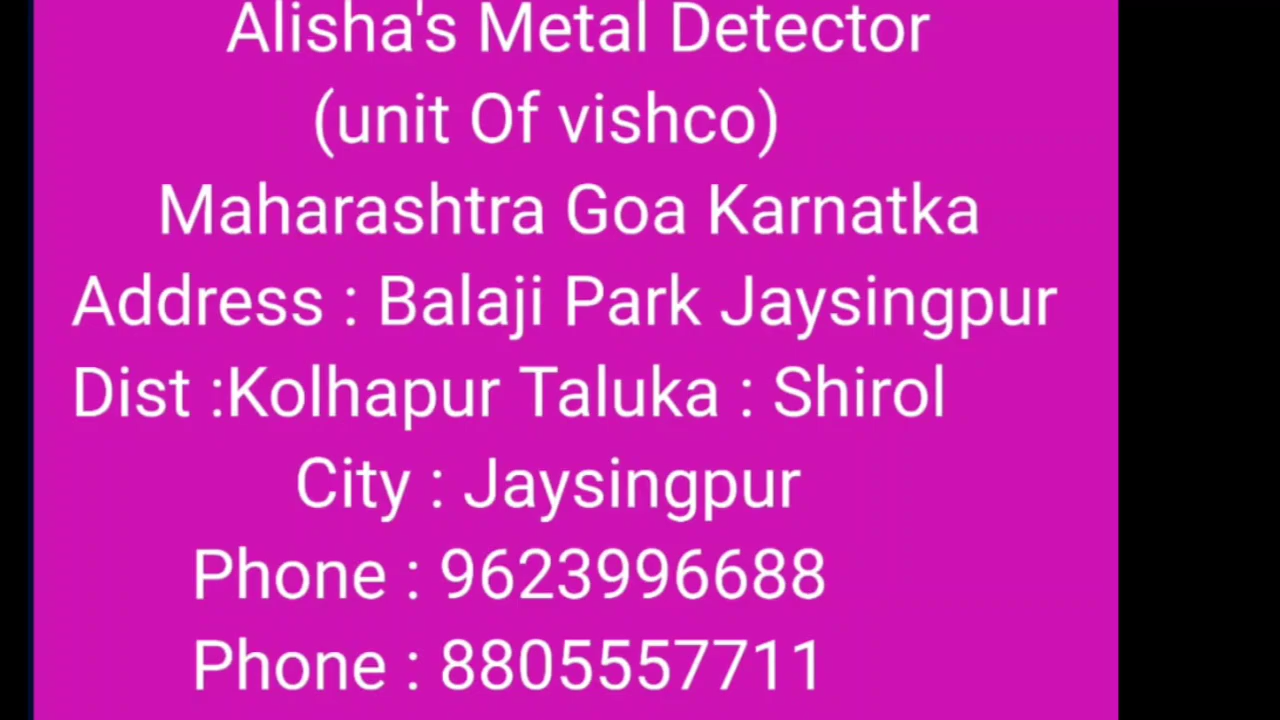 Alisha's Metal Detector
(unit Of vishco)
Maharashtra Goa Karnatka
Address : Balaji Park Jaysingpur
Dist :Kolhapur Taluka : Shirol
City : Jaysingpur
Phone : 9623996688
Phone : 8805557711